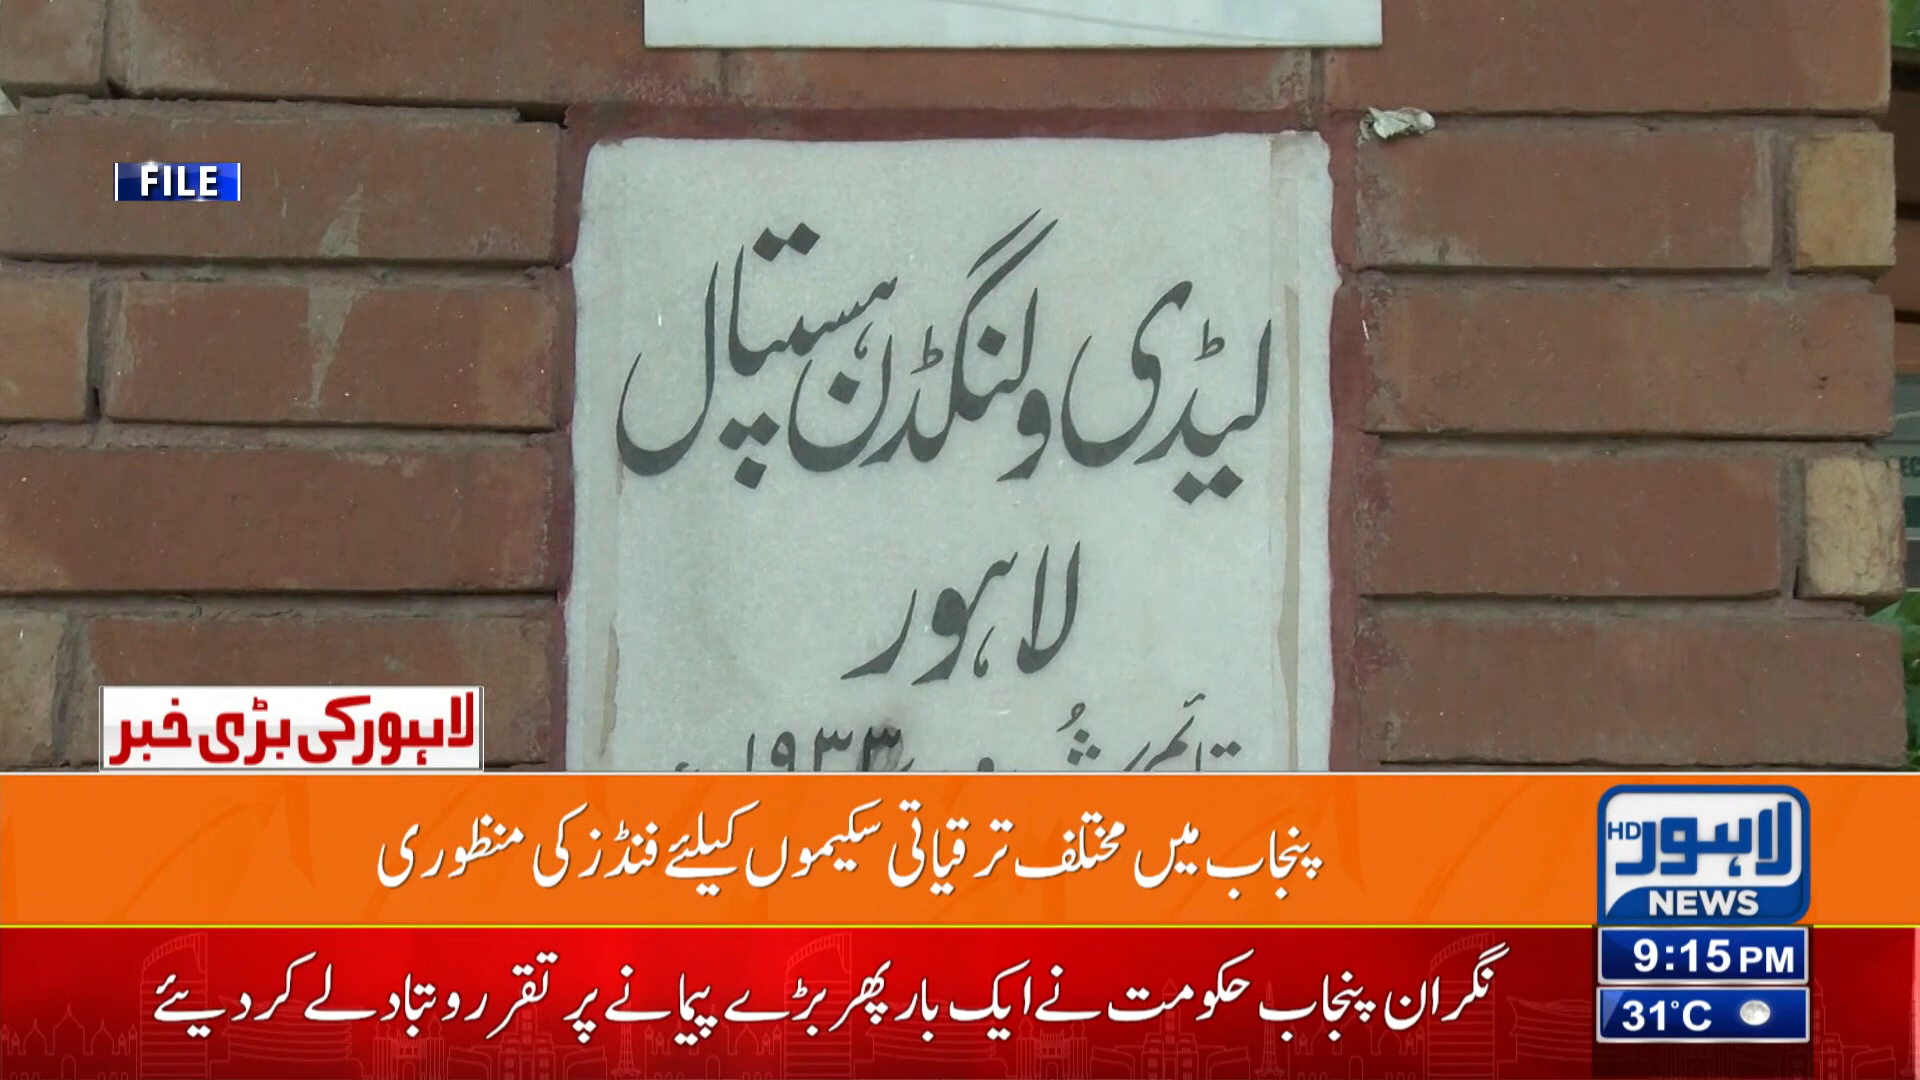 FILE
لیڈی ولنگڈن ہسپتال
لاہور
۱۹۳۳
لاہور کی بڑی خبر
پنجاب میں مختلف ترقیاتی سکیموں کیلئے فنڈز کی منظوری
لاہور HD
NEWS
نگران پنجاب حکومت نے ایک بار پھر بڑے پیمانے پر تقرر و تبادلے کر دیئے
9:15 PM
31°C